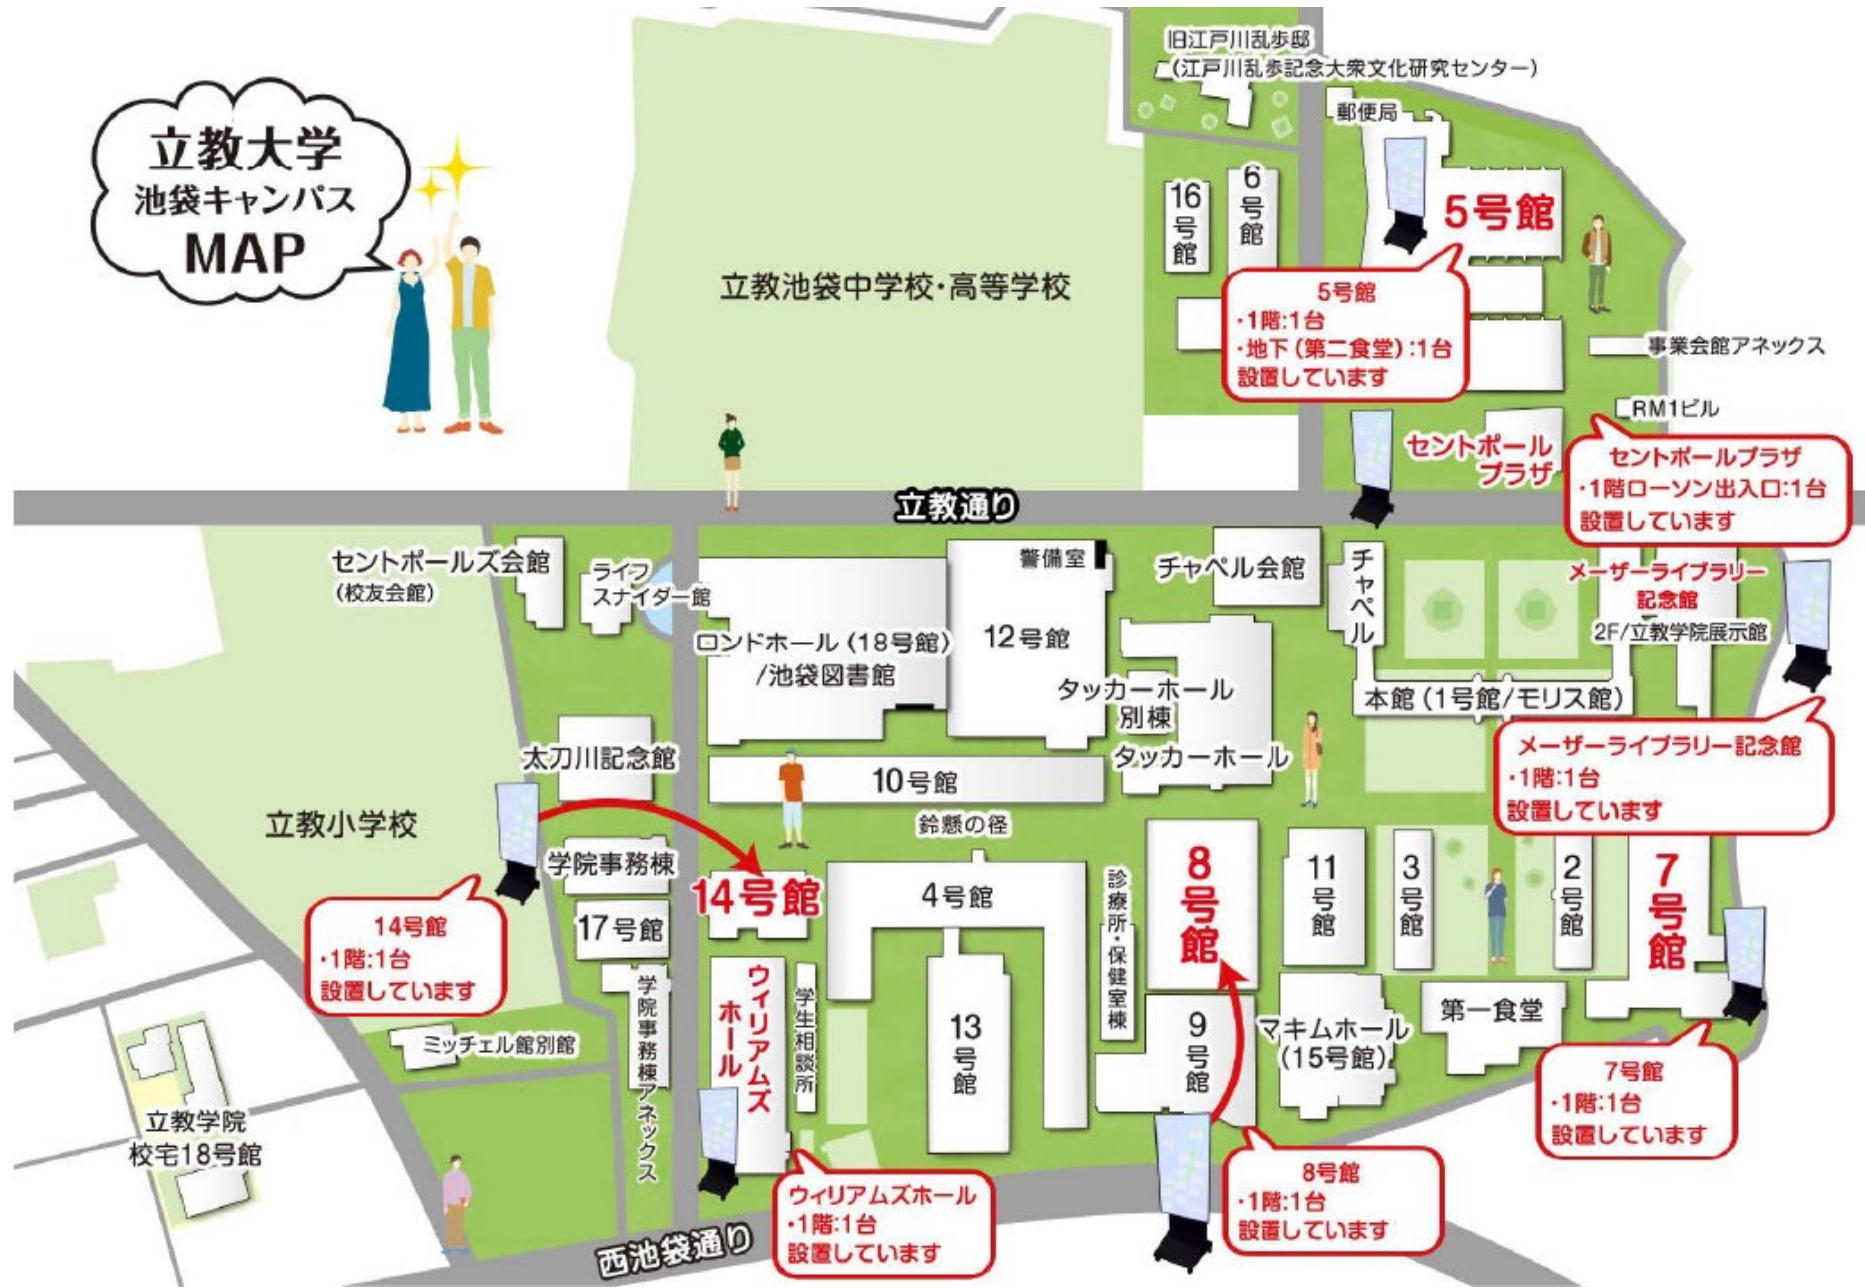 立教大学
池袋キャンパス
MAP
旧江戸川乱歩邸
(江戸川乱歩記念大衆文化研究センター)
郵便局
16号館
6号館
5号館
立教池袋中学校・高等学校
5号館
・1階:1台
・地下(第二食堂):1台
設置しています
事業会館アネックス
RM1ビル
セントポール
プラザ
セントポールプラザ
・1階ローソン出入口:1台
設置しています
立教通り
セントポールズ会館
(校友会館)
ライフ
スナイダー館
ロンドホール(18号館)
/池袋図書館
警備室
12号館
チャペル会館
チャペル
メーザーライブラリー
記念館
2F/立教学院展示館
タッカーホール
別棟
タッカーホール
本館(1号館/モリス館)
メーザーライブラリー記念館
・1階:1台
設置しています
太刀川記念館
10号館
鈴懸の径
立教小学校
学院事務棟
14号館
4号館
診療所・保健室棟
8号館
11号館
3号館
2号館
7号館
14号館
・1階:1台
設置しています
17号館
学院事務棟アネックス
ウィリアムズ
ホール
学生相談所
13号館
9号館
マキムホール
(15号館)
第一食堂
ミッチェル館別館
7号館
・1階:1台
設置しています
立教学院
校宅18号館
ウィリアムズホール
・1階:1台
設置しています
8号館
・1階:1台
設置しています
西池袋通り